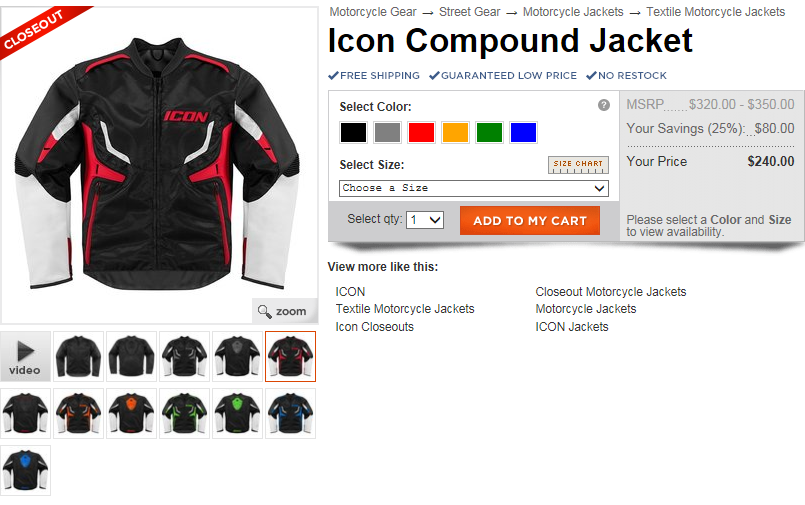 Motorcycle Gear → Street Gear → Motorcycle Jackets → Textile Motorcycle Jackets
CLOSEOUT
Icon Compound Jacket
FREE SHIPPING GUARANTEED LOW PRICE NO RESTOCK
ICON
Select Color:
?
Select Size:
SIZE CHART
Choose a Size
Select qty: 1
ADD TO MY CART
MSRP $320.00 - $350.00
Your Savings (25%): $80.00
Your Price $240.00
Please select a Color and Size
to view availability.
zoom
video
View more like this:
ICON
Textile Motorcycle Jackets
Icon Closeouts
Closeout Motorcycle Jackets
Motorcycle Jackets
ICON Jackets